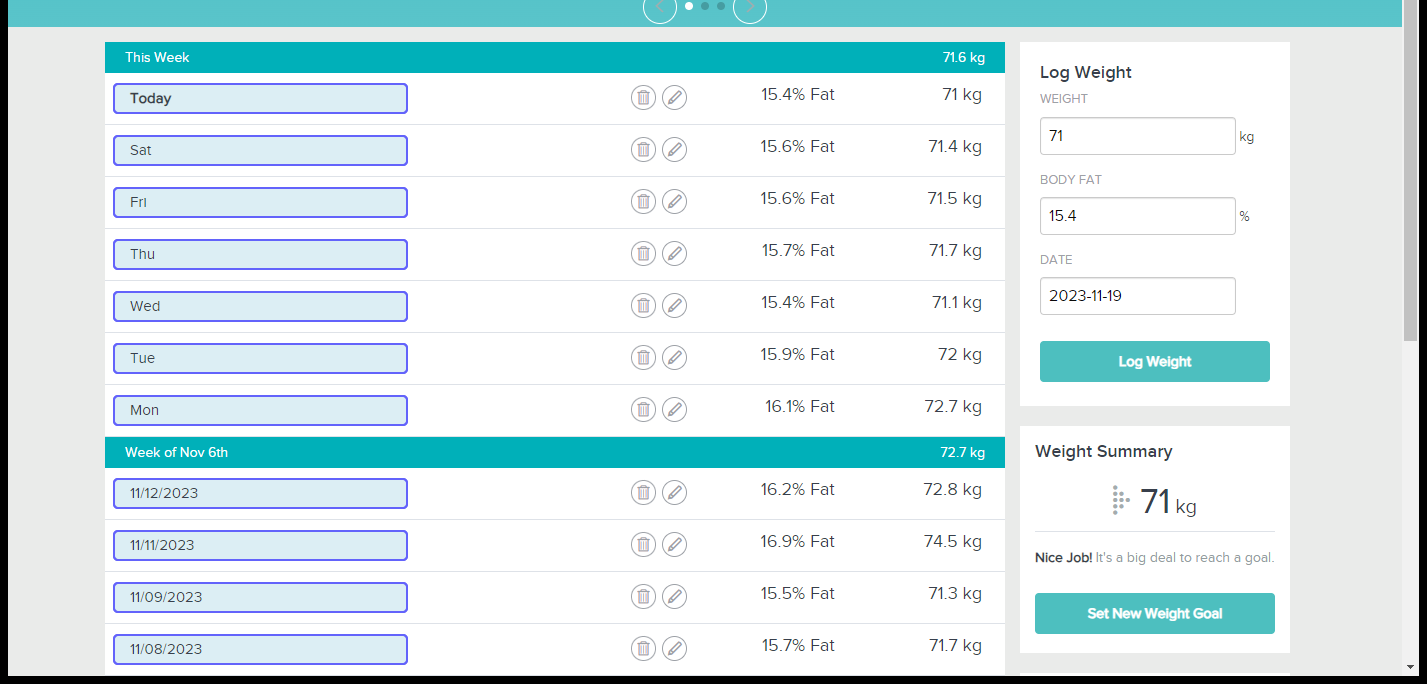 This Week 71.6 kg
Today 15.4% Fat 71 kg
Sat 15.6% Fat 71.4 kg
Fri 15.6% Fat 71.5 kg
Thu 15.7% Fat 71.7 kg
Wed 15.4% Fat 71.1 kg
Tue 15.9% Fat 72 kg
Mon 16.1% Fat 72.7 kg
Week of Nov 6th 72.7 kg
11/12/2023 16.2% Fat 72.8 kg
11/11/2023 16.9% Fat 74.5 kg
11/09/2023 15.5% Fat 71.3 kg
11/08/2023 15.7% Fat 71.7 kg
Log Weight
WEIGHT
71 kg
BODY FAT
15.4 %
DATE
2023-11-19
Log Weight
Weight Summary
71 kg
Nice Job! It's a big deal to reach a goal.
Set New Weight Goal